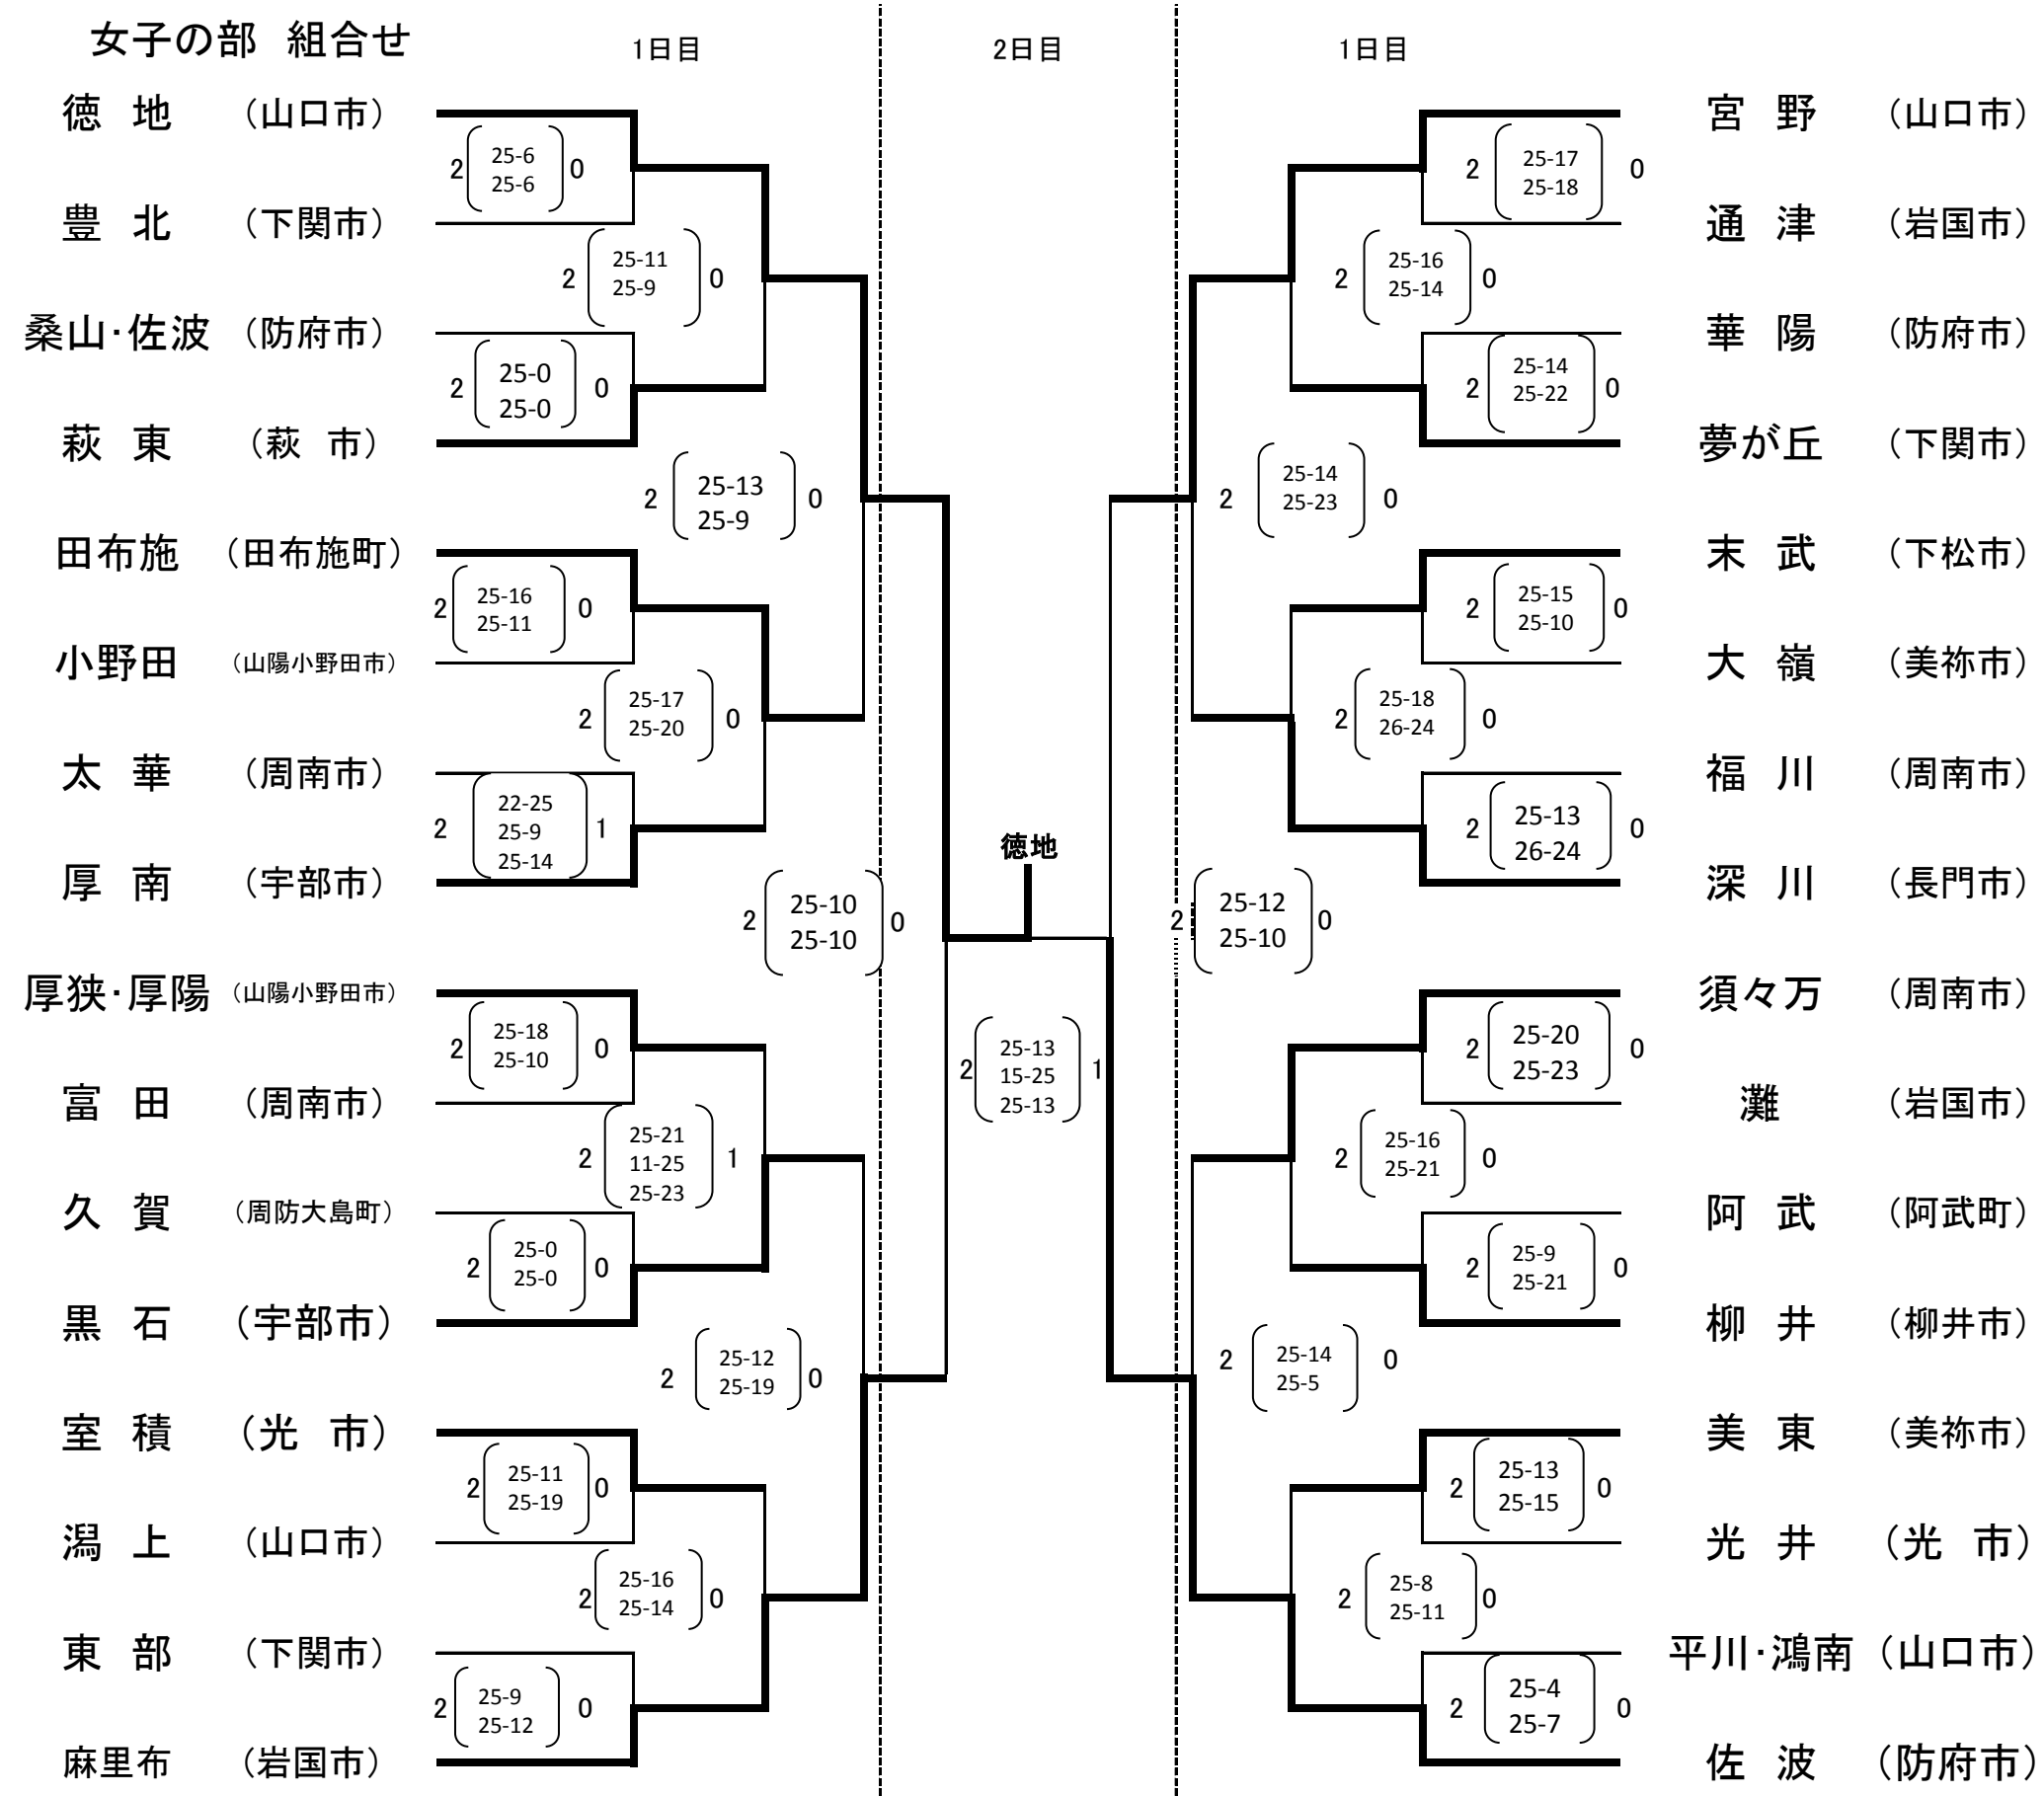 女子の部 組合せ
1日目
2日目
1日目
徳地 （山口市）
2 25-6 0
25-6
豊北 （下関市）
2 25-11 0
25-9
桑山・佐波 （防府市）
2 25-0 0
25-0
萩東 （萩市）
2 25-13 0
25-9
田布施 （田布施町）
2 25-16 0
25-11
小野田 （山陽小野田市）
2 25-17 0
25-20
太華 （周南市）
22-25
2 25-9 1
25-14
厚南 （宇部市）
2 25-10 0
25-10
厚狭・厚陽 （山陽小野田市）
2 25-18 0
25-10
富田 （周南市）
25-21
2 11-25 1
25-23
久賀 （周防大島町）
2 25-0 0
25-0
黒石 （宇部市）
2 25-12 0
25-19
室積 （光市）
2 25-11 0
25-19
潟上 （山口市）
2 25-16 0
25-14
東部 （下関市）
2 25-9 0
25-12
麻里布 （岩国市）
徳地
25-13
2 15-25 1
25-13
宮野 （山口市）
2 25-17 0
25-18
通津 （岩国市）
2 25-16 0
25-14
華陽 （防府市）
2 25-14 0
25-22
夢が丘 （下関市）
2 25-14 0
25-23
末武 （下松市）
2 25-15 0
25-10
大嶺 （美祢市）
2 25-18 0
26-24
福川 （周南市）
2 25-13 0
26-24
深川 （長門市）
2 25-12 0
25-10
須々万 （周南市）
2 25-20 0
25-23
灘 （岩国市）
2 25-16 0
25-21
阿武 （阿武町）
2 25-9 0
25-21
柳井 （柳井市）
2 25-14 0
25-5
美東 （美祢市）
2 25-13 0
25-15
光井 （光市）
2 25-8 0
25-11
平川・鴻南 （山口市）
2 25-4 0
25-7
佐波 （防府市）